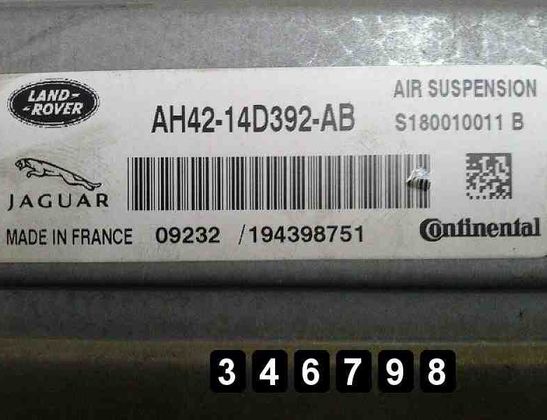 LAND-
-ROVER
AIR SUSPENSION
AH42-14D392-AB
S180010011 B
JAGUAR
MADE IN FRANCE 09232 /194398751
Continental
346798